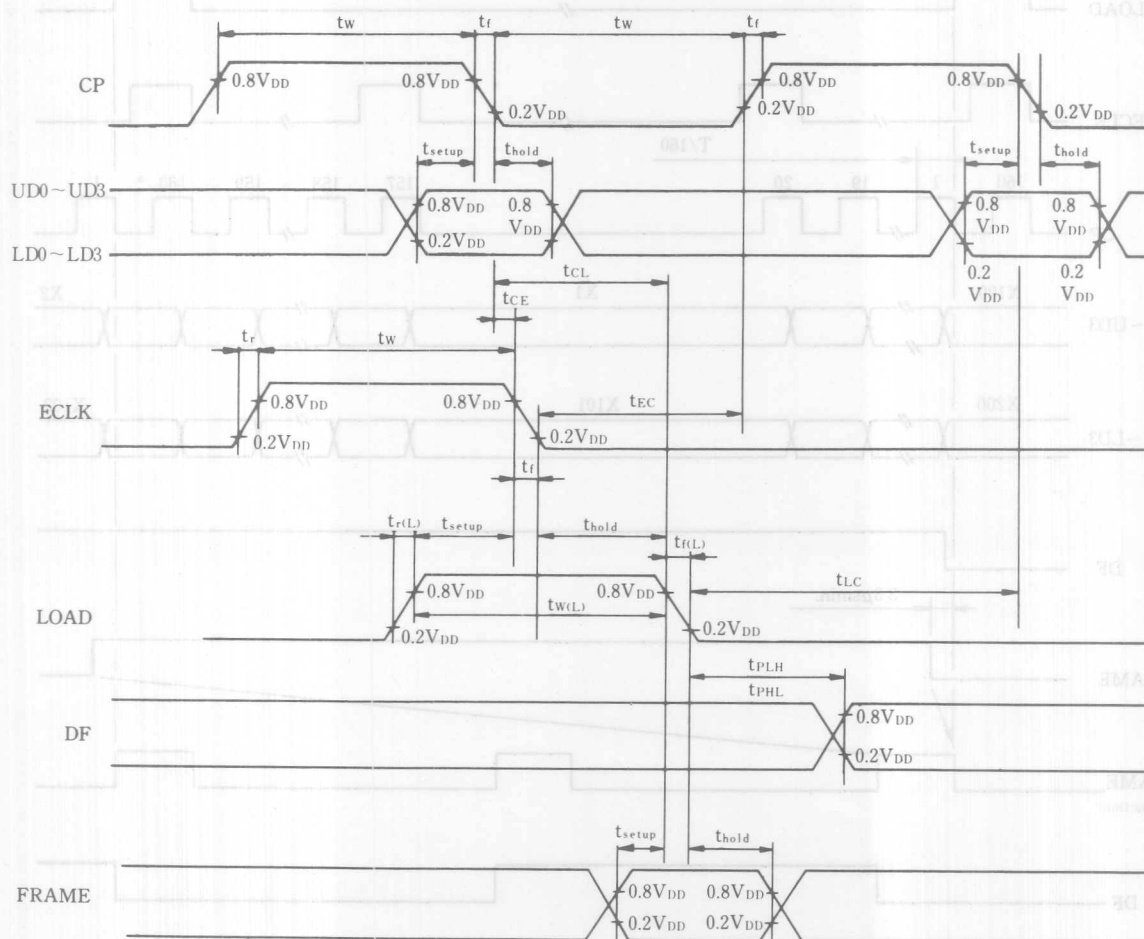 tW tf tW tf
CP 0.8VDD 0.8VDD 0.2VDD 0.8VDD 0.2VDD 0.8VDD 0.2VDD
tsetup thold tsetup thold
UD0~UD3 0.8VDD 0.8 VDD 0.8 VDD 0.8 VDD
LD0~LD3 0.2VDD 0.2 VDD 0.2 VDD
tCL
tCE
tr tW
ECLK 0.8VDD 0.8VDD tEC
0.2VDD 0.2VDD
tf
tr(L) tsetup thold tf(L)
LOAD 0.8VDD 0.8VDD tLC
tW(L)
0.2VDD 0.2VDD
tPLH
tPHL
DF 0.8VDD
0.2VDD
tsetup thold
FRAME 0.8VDD 0.8VDD
0.2VDD 0.2VDD